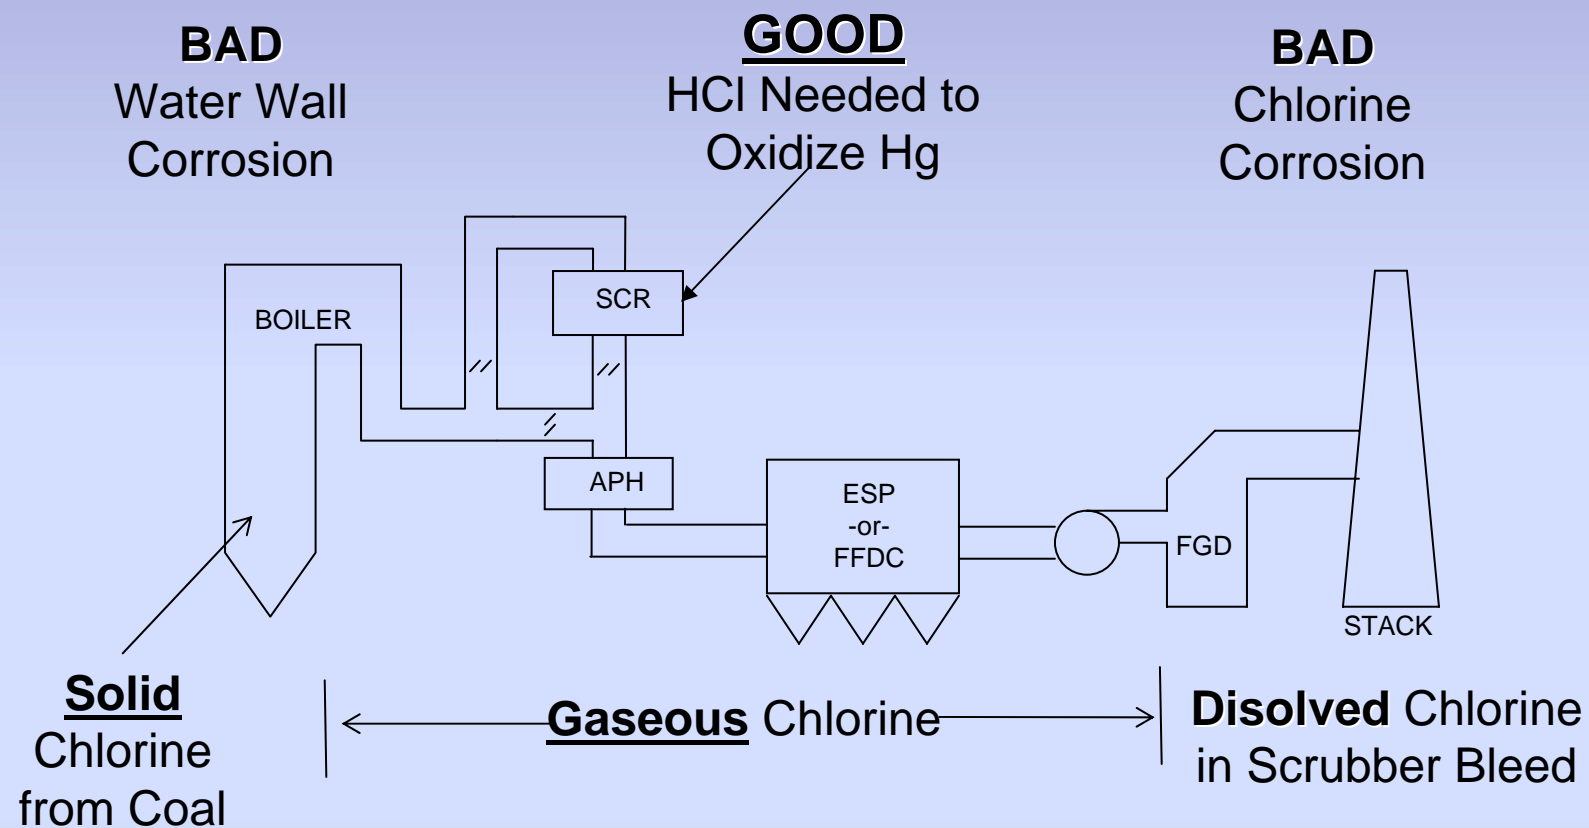 BAD
Water Wall
Corrosion
GOOD
HCl Needed to
Oxidize Hg
BAD
Chlorine
Corrosion
BOILER
SCR
APH
ESP
-or-
FFDC
FGD
STACK
Solid
Chlorine
from Coal
Gaseous Chlorine
Disolved Chlorine
in Scrubber Bleed